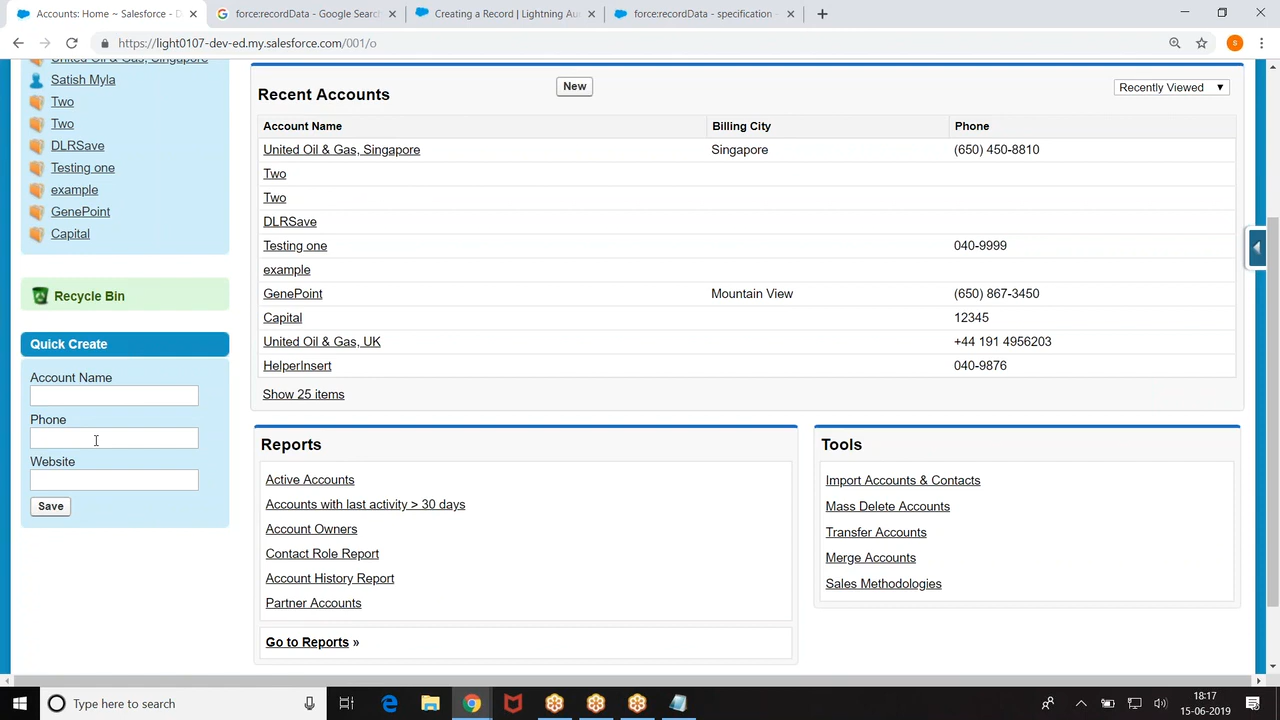 Accounts: Home ~ Salesforce - D
force:recordData - Google Search
Creating a Record | Lightning Au
force:recordData - specification -
https://light0107-dev-ed.my.salesforce.com/001/o
United Oil & Gas, Singapore
Satish Myla
Two
Two
DLRSave
Testing one
example
GenePoint
Capital
Recycle Bin
Quick Create
Account Name
Phone
Website
Save
Recent Accounts
New
Recently Viewed
Account Name Billing City Phone
United Oil & Gas, Singapore Singapore (650) 450-8810
Two
Two
DLRSave
Testing one 040-9999
example
GenePoint Mountain View (650) 867-3450
Capital 12345
United Oil & Gas, UK +44 191 4956203
HelperInsert 040-9876
Show 25 items
Reports
Active Accounts
Accounts with last activity > 30 days
Account Owners
Contact Role Report
Account History Report
Partner Accounts
Go to Reports »
Tools
Import Accounts & Contacts
Mass Delete Accounts
Transfer Accounts
Merge Accounts
Sales Methodologies
Type here to search
18:17
15-06-2019